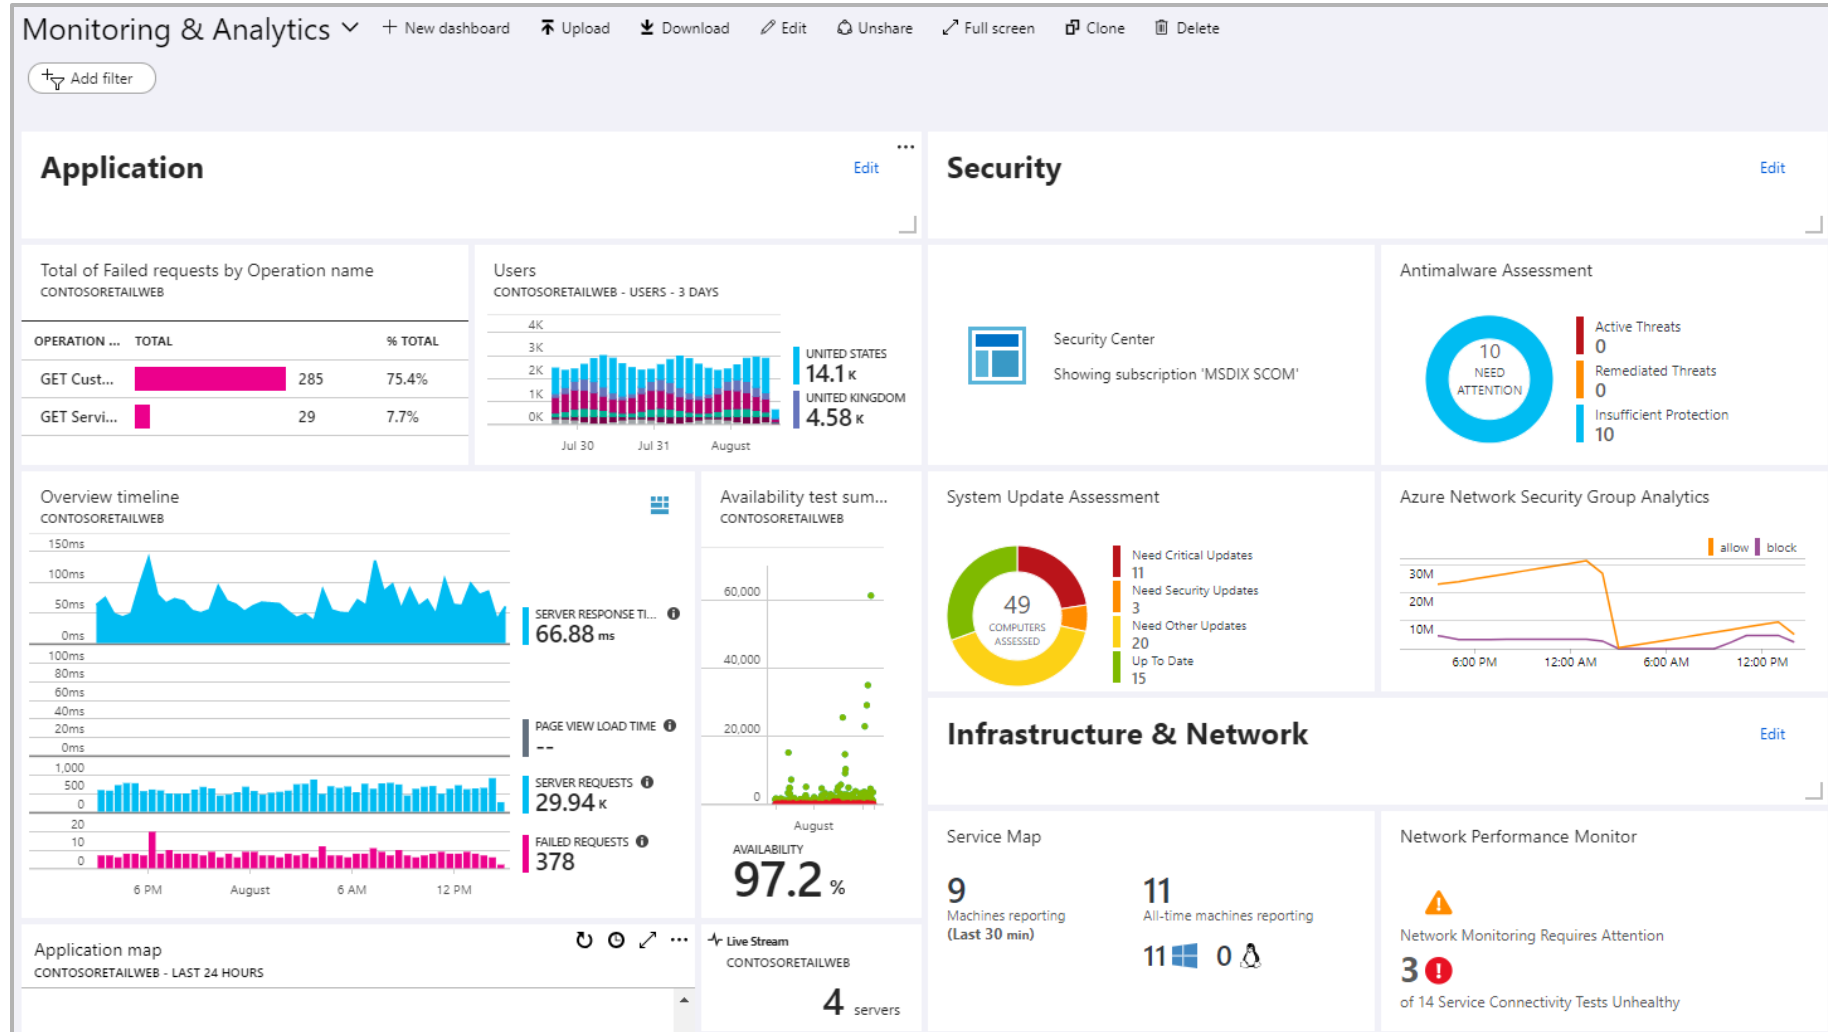 Monitoring & Analytics
New dashboard
Upload
Download
Edit
Unshare
Full screen
Clone
Delete
Add filter
Application
Edit
Total of Failed requests by Operation name
CONTOSORETAILWEB
OPERATION ... TOTAL % TOTAL
GET Cust... 285 75.4%
GET Servi... 29 7.7%
Users
CONTOSORETAILWEB - USERS - 3 DAYS
4K
3K
2K
1K
0K
Jul 30 Jul 31 August
UNITED STATES
14.1 K
UNITED KINGDOM
4.58 K
Overview timeline
CONTOSORETAILWEB
150ms
100ms
50ms
0ms
SERVER RESPONSE TI...
66.88 ms
100ms
80ms
60ms
40ms
20ms
0ms
PAGE VIEW LOAD TIME
--
1,000
500
0
SERVER REQUESTS
29.94 K
20
10
0
FAILED REQUESTS
378
6 PM August 6 AM 12 PM
Availability test sum...
CONTOSORETAILWEB
60,000
40,000
20,000
0
August
AVAILABILITY
97.2 %
Application map
CONTOSORETAILWEB - LAST 24 HOURS
Live Stream
CONTOSORETAILWEB
4 servers
Security
Edit
Security Center
Showing subscription 'MSDIX SCOM'
Antimalware Assessment
10
NEED
ATTENTION
Active Threats
0
Remediated Threats
0
Insufficient Protection
10
System Update Assessment
49
COMPUTERS
ASSESSED
Need Critical Updates
11
Need Security Updates
3
Need Other Updates
20
Up To Date
15
Azure Network Security Group Analytics
allow block
30M
20M
10M
6:00 PM 12:00 AM 6:00 AM 12:00 PM
Infrastructure & Network
Edit
Service Map
9
Machines reporting
(Last 30 min)
11
All-time machines reporting
11 0
Network Performance Monitor
Network Monitoring Requires Attention
3
of 14 Service Connectivity Tests Unhealthy